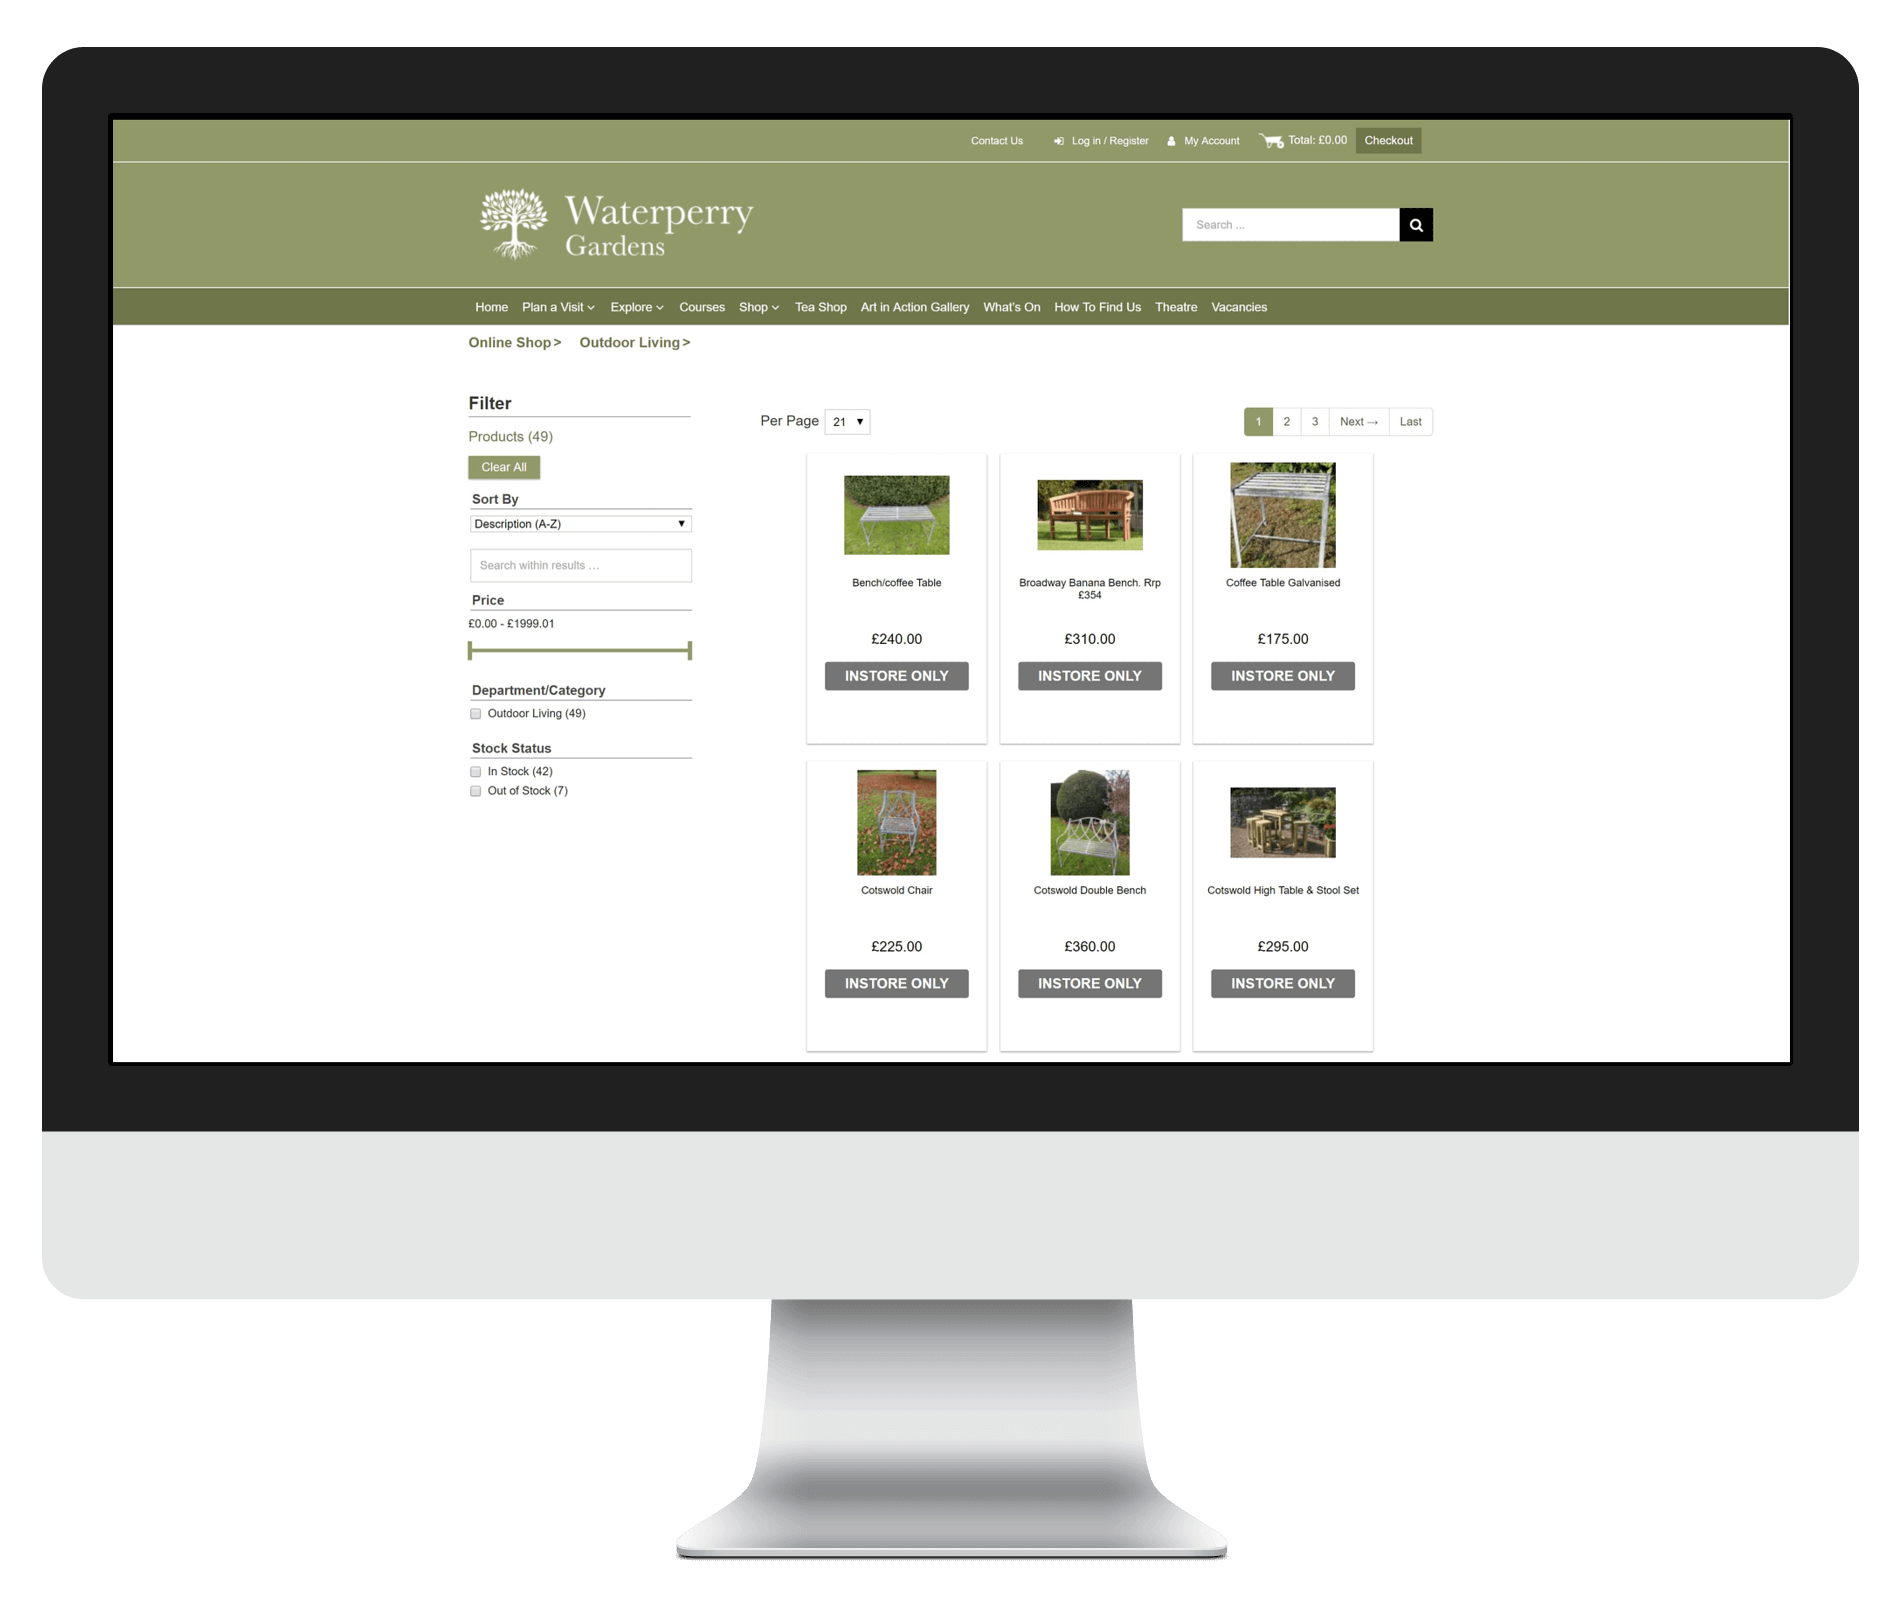 Contact Us Log in / Register My Account Total: £0.00 Checkout
Waterperry
Gardens
Search ...
Home Plan a Visit Explore Courses Shop Tea Shop Art in Action Gallery What's On How To Find Us Theatre Vacancies
Online Shop > Outdoor Living >
Filter
Products (49)
Clear All
Sort By
Description (A-Z)
Search within results ...
Price
£0.00 - £1999.01
Department/Category
Outdoor Living (49)
Stock Status
In Stock (42)
Out of Stock (7)
Per Page 21
1 2 3 Next → Last
Bench/coffee Table
£240.00
INSTORE ONLY
Broadway Banana Bench. Rrp
£354
£310.00
INSTORE ONLY
Coffee Table Galvanised
£175.00
INSTORE ONLY
Cotswold Chair
£225.00
INSTORE ONLY
Cotswold Double Bench
£360.00
INSTORE ONLY
Cotswold High Table & Stool Set
£295.00
INSTORE ONLY